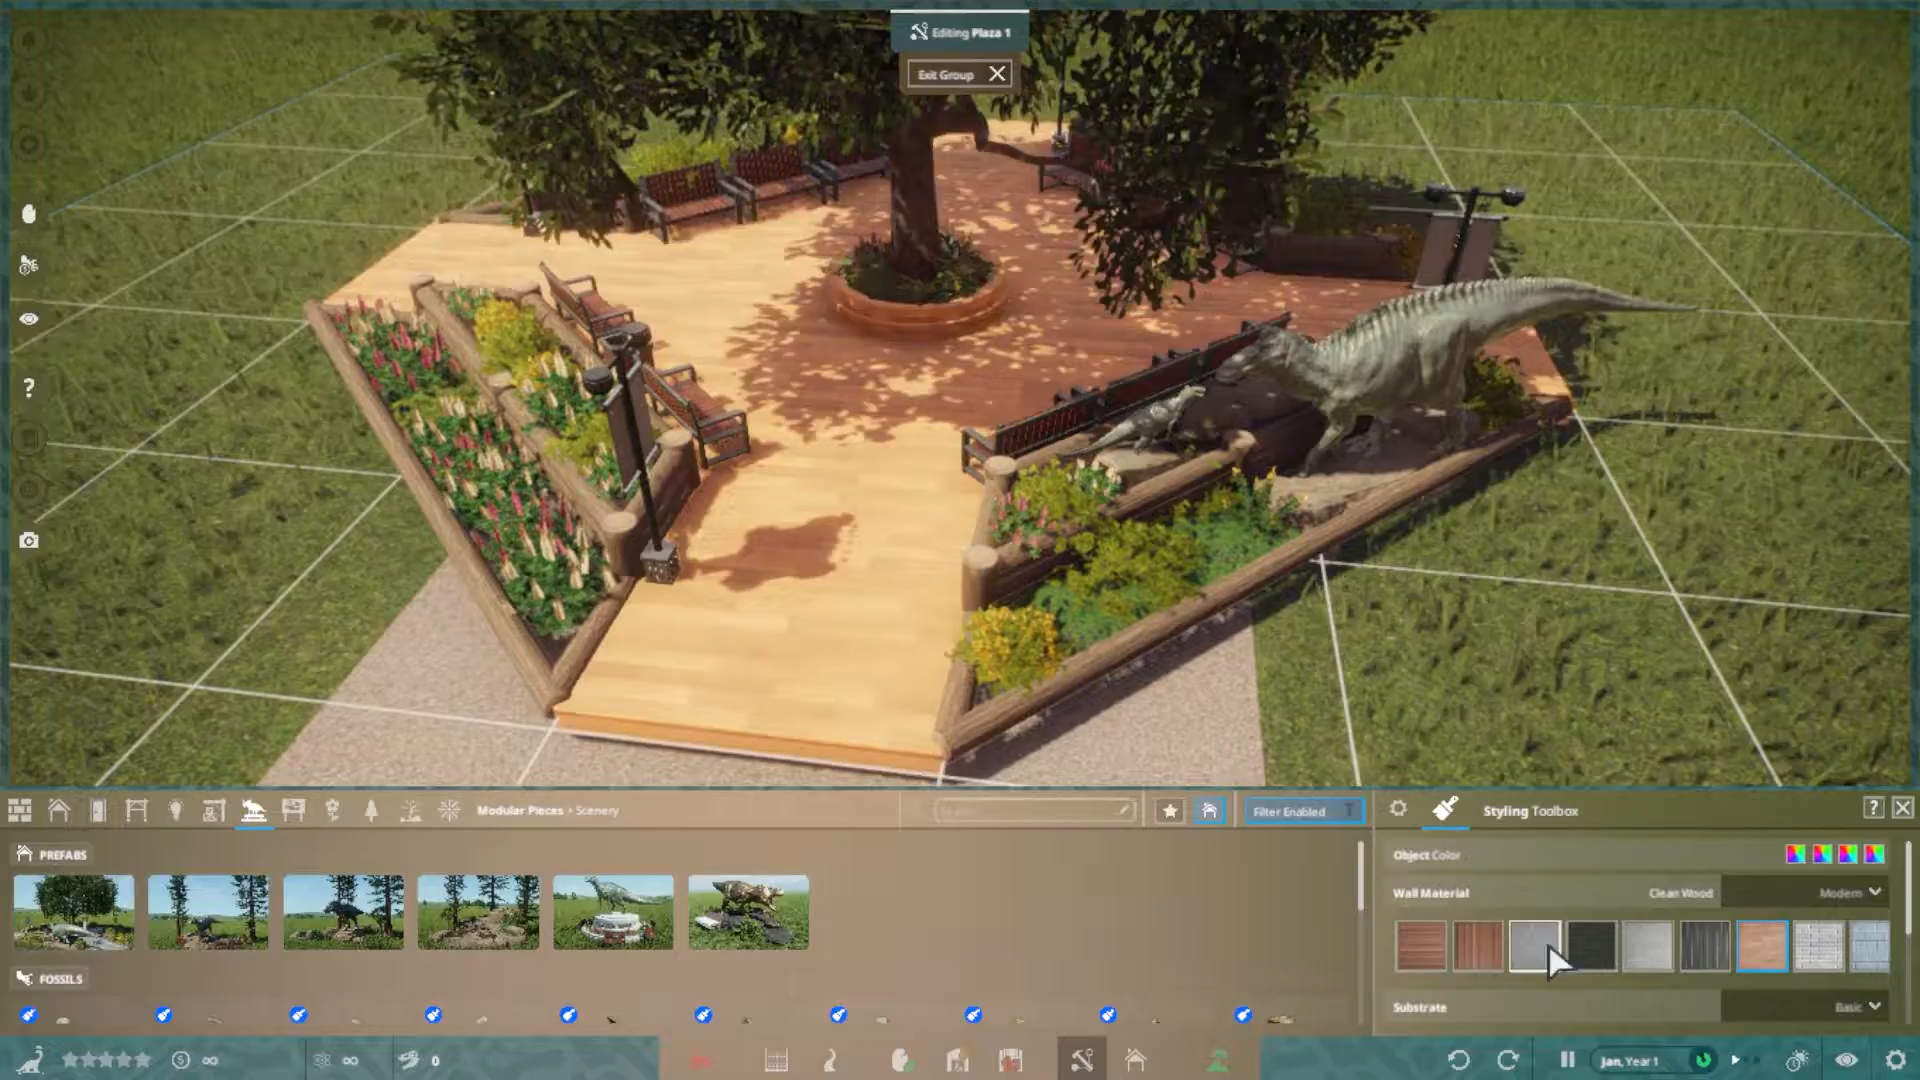 Editing Plaza 1
Exit Group
?
Modular Pieces > Scenery
Filter Enabled
Styling Toolbox
?
PREFABS
Object Color
Wall Material
Clean Wood
Modern
FOSSILS
Substrate
Basic
∞
∞
0
Jan, Year 1